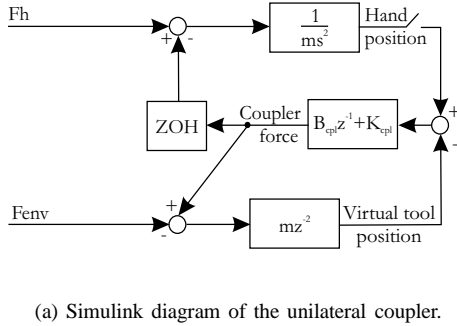 Fh
+
-
1
ms²
Hand
position
+
-
ZOH
Coupler
force
B_cpl z⁻¹+K_cpl
Fenv
+
-
mz⁻²
Virtual tool
position
(a) Simulink diagram of the unilateral coupler.